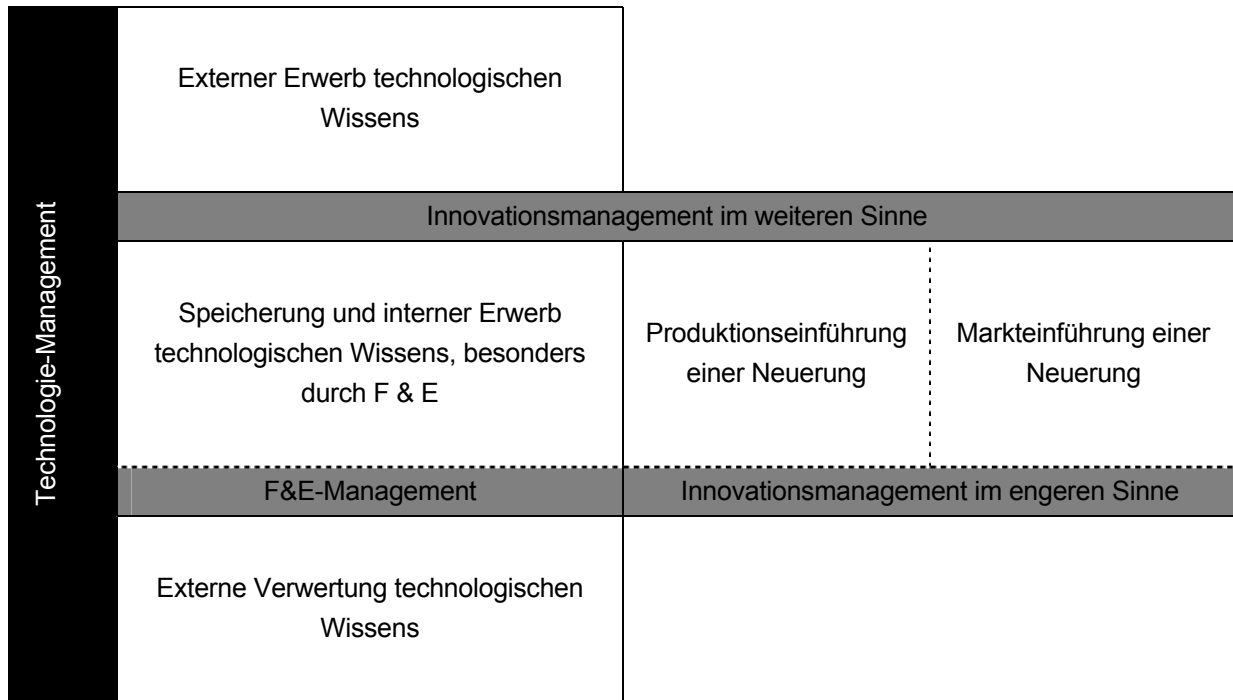 Technologie-Management
Externer Erwerb technologischen
Wissens
Innovationsmanagement im weiteren Sinne
Speicherung und interner Erwerb
technologischen Wissens, besonders
durch F & E
Produktionseinführung
einer Neuerung
Markteinführung einer
Neuerung
F&E-Management
Innovationsmanagement im engeren Sinne
Externe Verwertung technologischen
Wissens